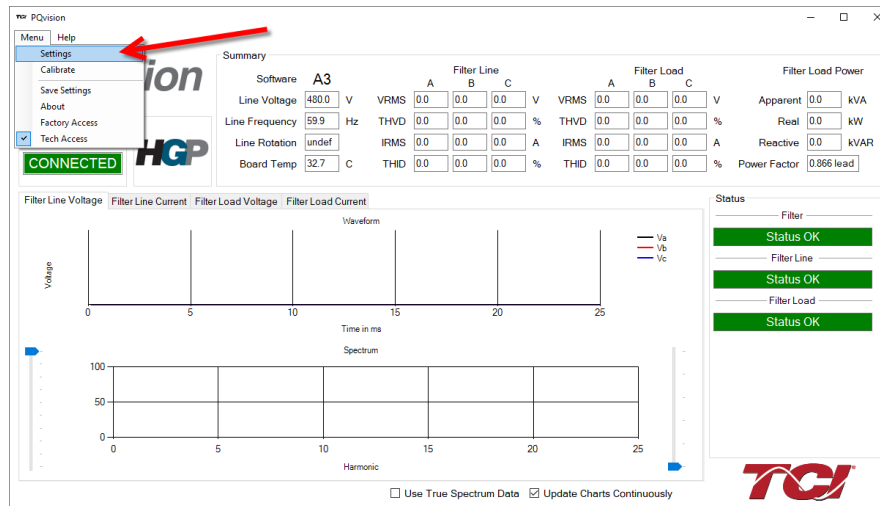 TCI PQvision
Menu Help
Settings
Calibrate
Save Settings
About
Factory Access
Tech Access
ion
CONNECTED
HGP
Summary
Software A3
Line Voltage 480.0 V
Line Frequency 59.9 Hz
Line Rotation undef
Board Temp 32.7 C
Filter Line
A B C
VRMS 0.0 0.0 0.0 V
THVD 0.0 0.0 0.0 %
IRMS 0.0 0.0 0.0 A
THID 0.0 0.0 0.0 %
Filter Load
A B C
VRMS 0.0 0.0 0.0 V
THVD 0.0 0.0 0.0 %
IRMS 0.0 0.0 0.0 A
THID 0.0 0.0 0.0 %
Filter Load Power
Apparent 0.0 kVA
Real 0.0 kW
Reactive 0.0 kVAR
Power Factor 0.866 lead
Filter Line Voltage Filter Line Current Filter Load Voltage Filter Load Current
Waveform
Voltage
Va
Vb
Vc
0 5 10 15 20 25
Time in ms
Spectrum
100
50
0
0 5 10 15 20 25
Harmonic
Use True Spectrum Data Update Charts Continuously
Status
Filter
Status OK
Filter Line
Status OK
Filter Load
Status OK
TCI